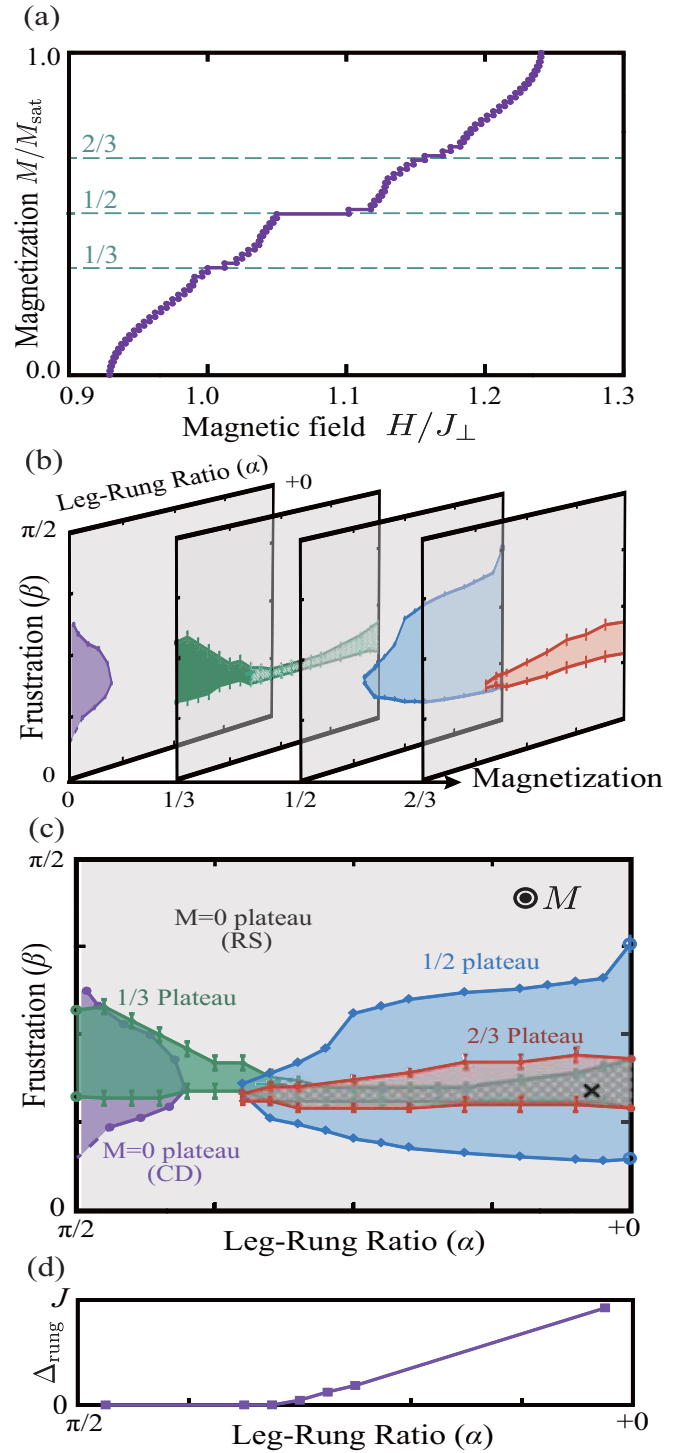 (a)
1.0
2/3
1/2
1/3
0.0
Magnetization M/M_sat
0.9 1.0 1.1 1.2 1.3
Magnetic field H/J⊥
(b)
Leg-Rung Ratio (α)
+0
π/2
Frustration (β)
0
0 1/3 1/2 2/3 Magnetization
(c)
π/2
M=0 plateau
(RS)
M
1/2 plateau
1/3 Plateau
2/3 Plateau
M=0 plateau
(CD)
Frustration (β)
0
π/2 +0
Leg-Rung Ratio (α)
(d)
J
Δrung
0
π/2 +0
Leg-Rung Ratio (α)